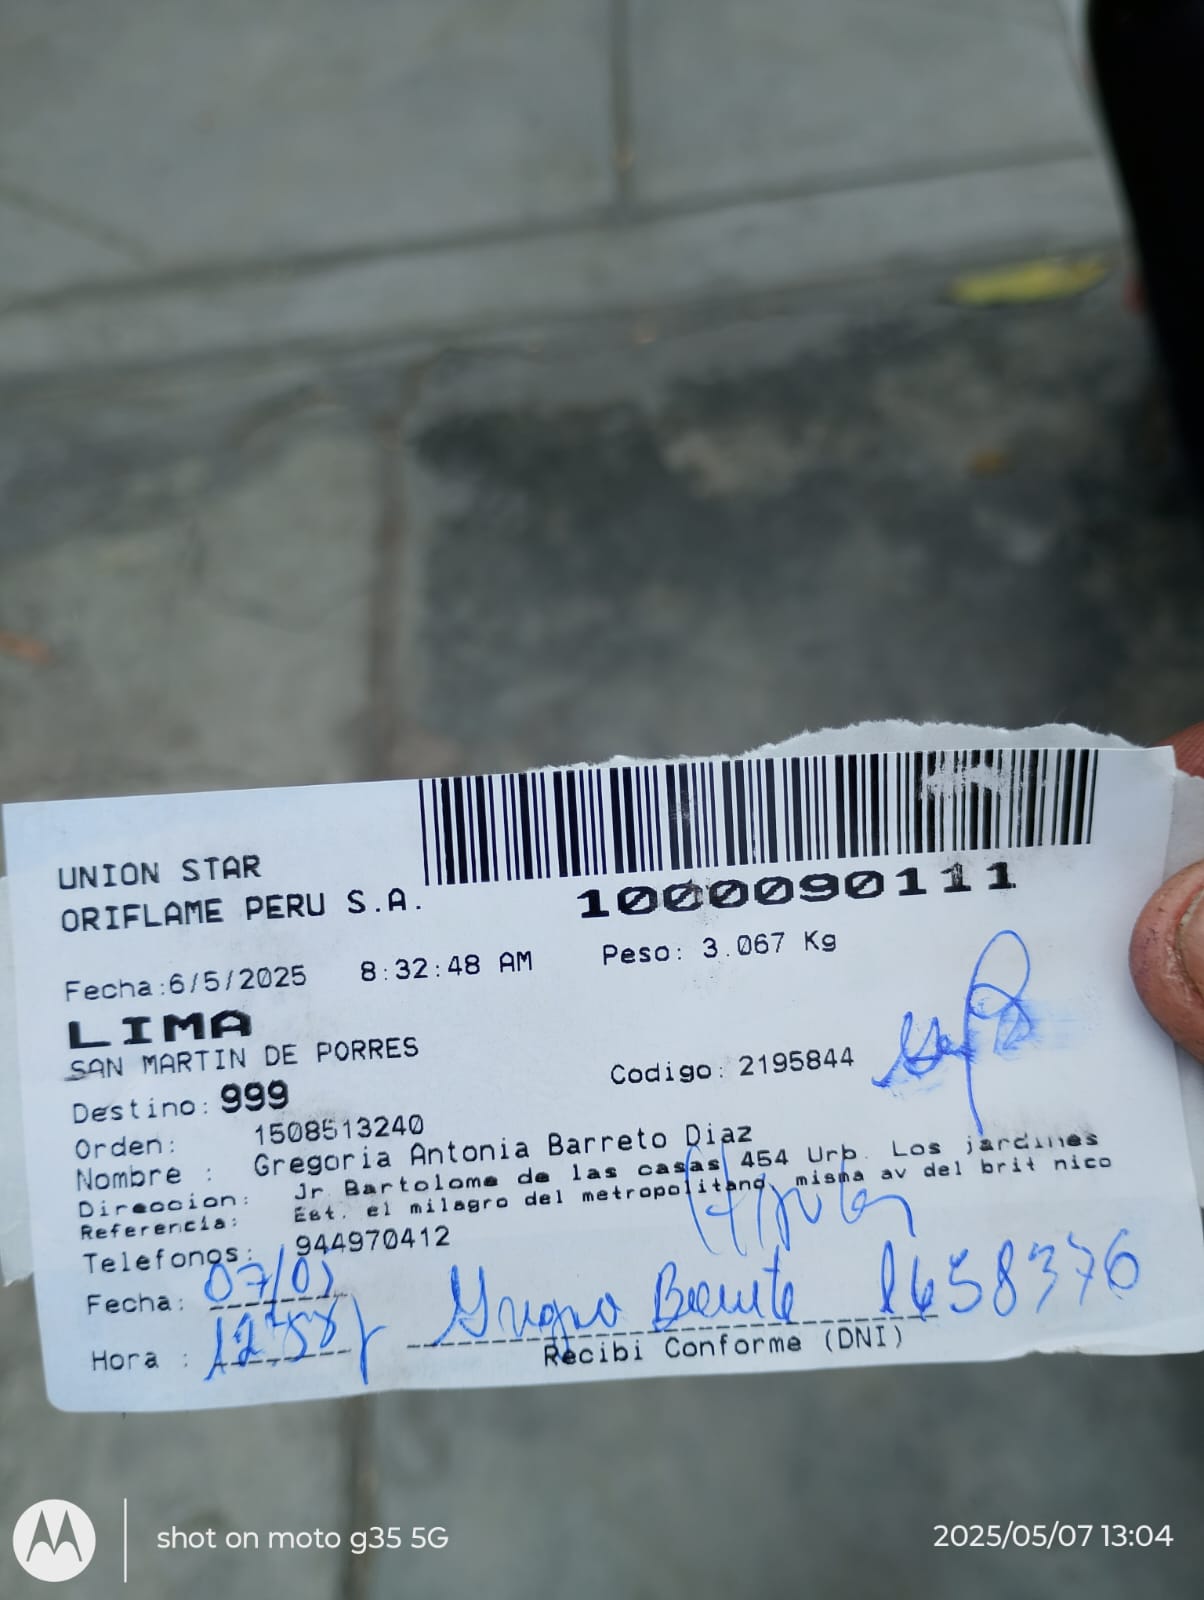 UNION STAR
ORIFLAME PERU S.A.
1000090111
Fecha:6/5/2025 8:32:48 AM Peso: 3.067 Kg
LIMA
SAN MARTIN DE PORRES
Destino: 999 Codigo: 2195844
Orden: 1508513240
Nombre : Gregoria Antonia Barreto Diaz
Direccion: Jr. Bartolome de las casas 454 Urb. Los jardines
Referencia: Est. el milagro del metropolitano, misma av del brit nico
Telefonos: 944970412
Fecha: 07/05
Hora :
Recibi Conforme (DNI)
shot on moto g35 5G
2025/05/07 13:04